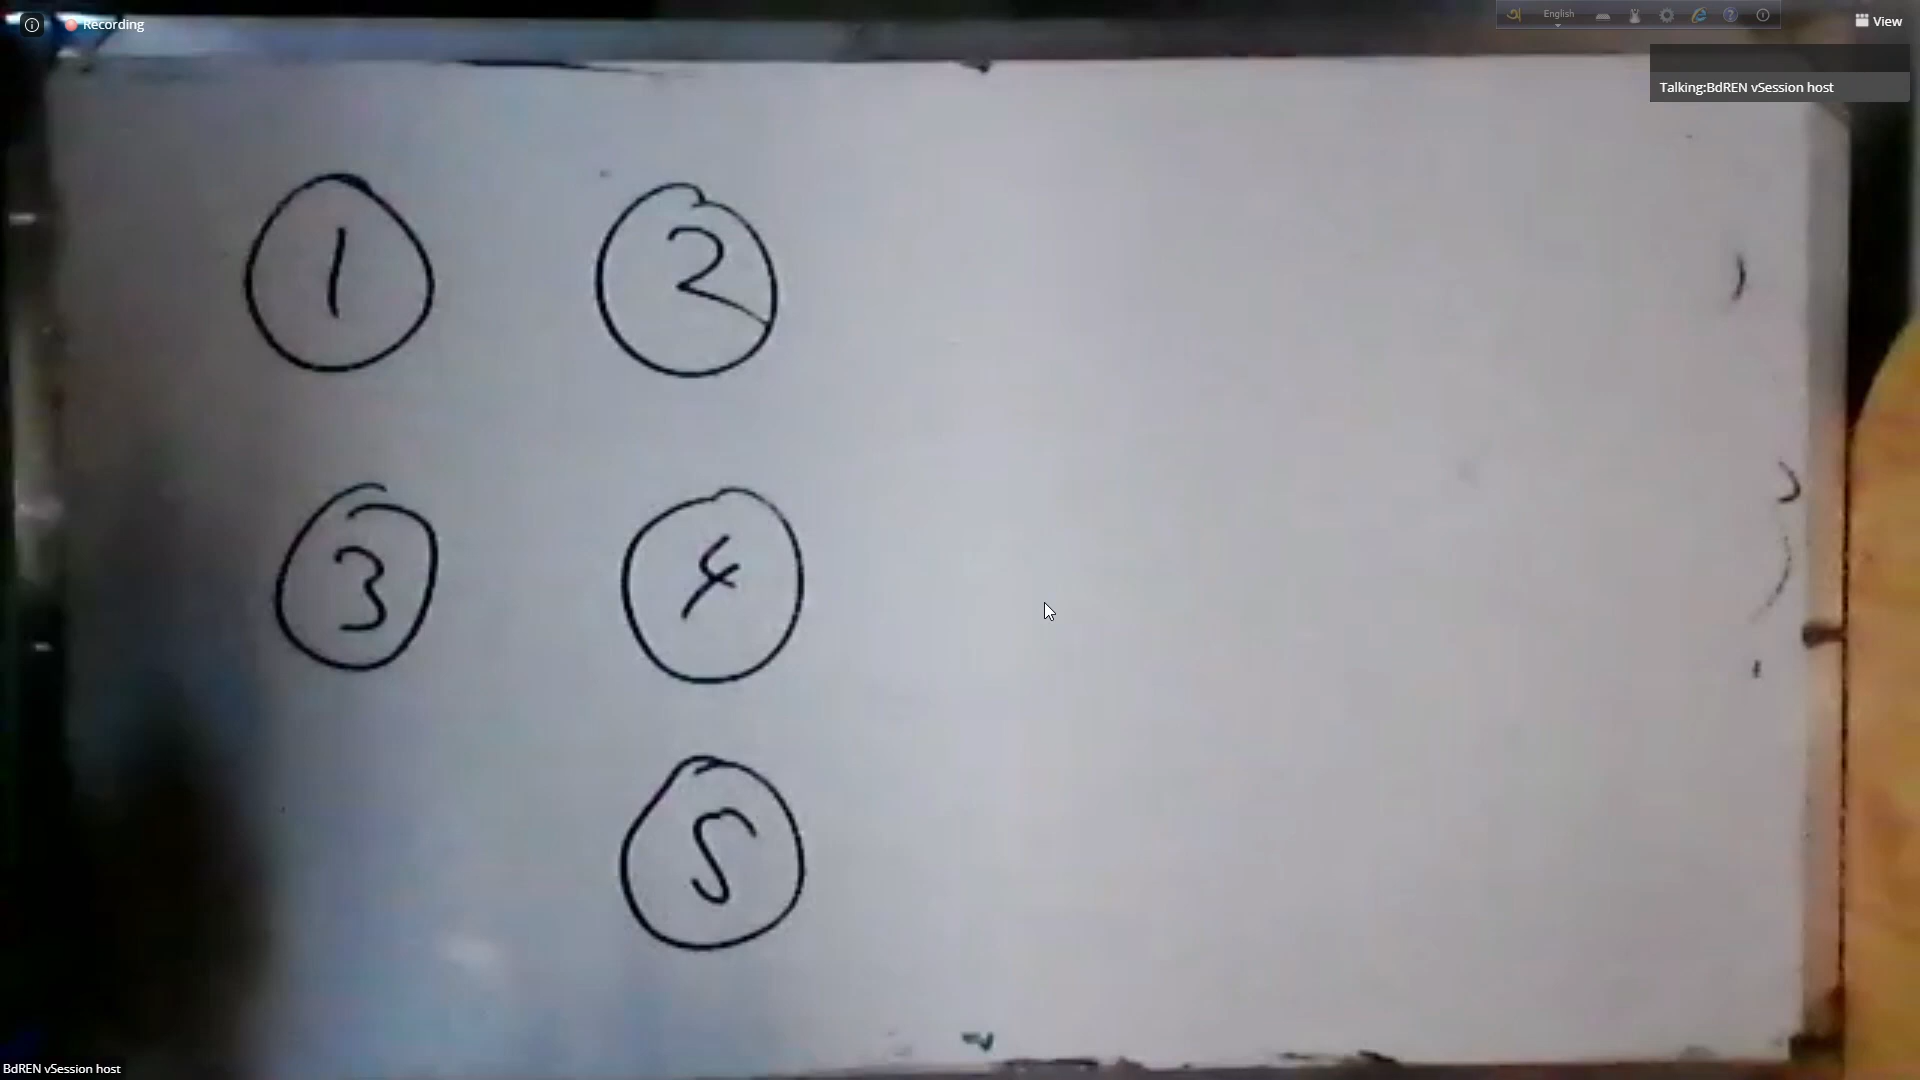 Recording
English
View
Talking:BdREN vSession host
1 2
3 4
5
BdREN vSession host